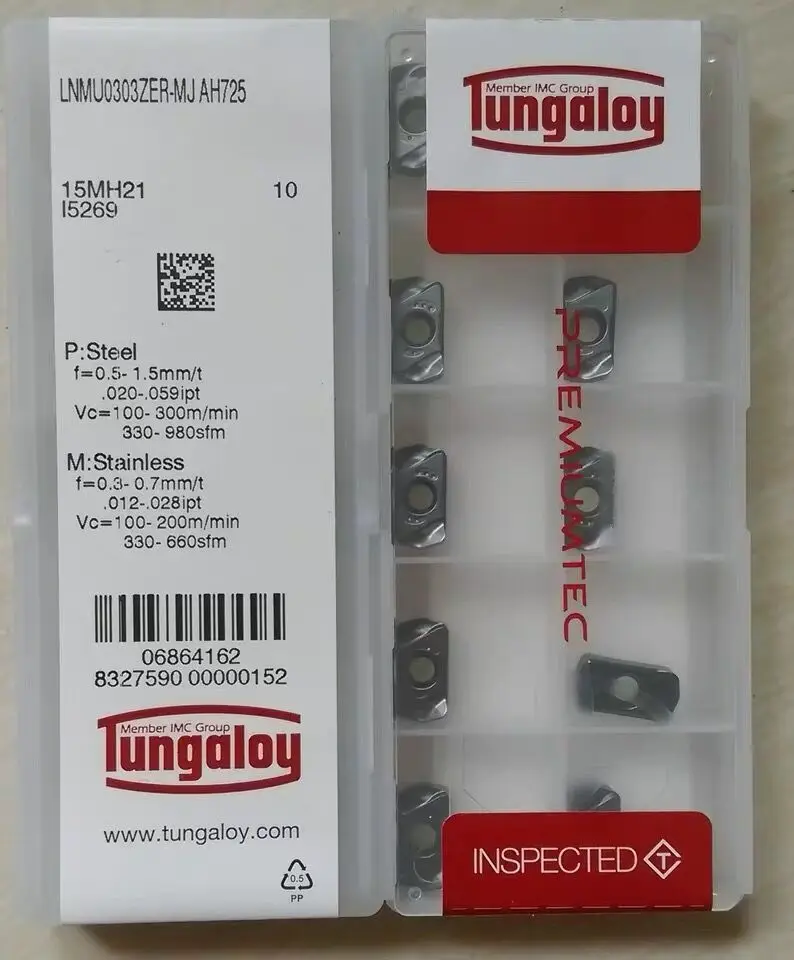 LNMU0303ZER-MJ AH725
15MH21 10
I5269
P:Steel
f=0.5- 1.5mm/t
.020-.059ipt
Vc=100- 300m/min
330- 980sfm
M:Stainless
f=0.3- 0.7mm/t
.012-.028ipt
Vc=100- 200m/min
330- 660sfm
06864162
8327590 00000152
Member IMC Group
Tungaloy
www.tungaloy.com
0.5
PP
Member IMC Group
Tungaloy
PREMIUMTEC
INSPECTED T